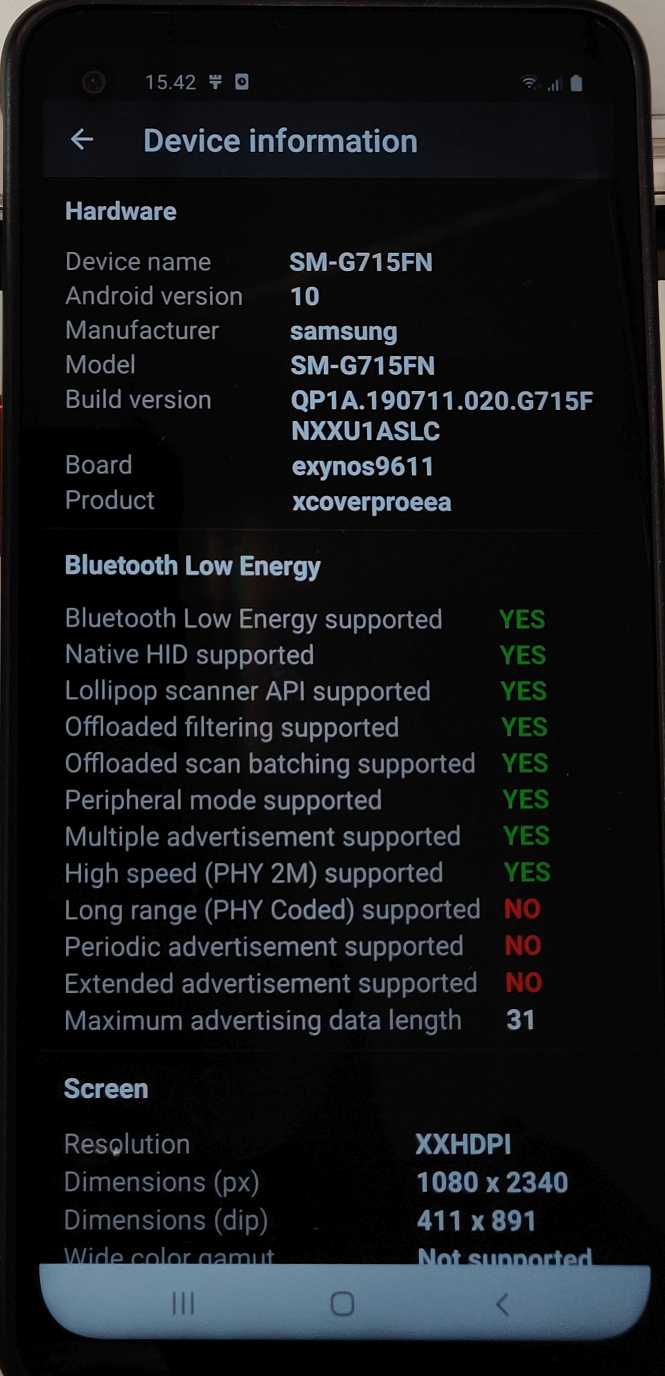 15.42
Device information
Hardware
Device name SM-G715FN
Android version 10
Manufacturer samsung
Model SM-G715FN
Build version QP1A.190711.020.G715F
NXXU1ASLC
Board exynos9611
Product xcoverproeea
Bluetooth Low Energy
Bluetooth Low Energy supported YES
Native HID supported YES
Lollipop scanner API supported YES
Offloaded filtering supported YES
Offloaded scan batching supported YES
Peripheral mode supported YES
Multiple advertisement supported YES
High speed (PHY 2M) supported YES
Long range (PHY Coded) supported NO
Periodic advertisement supported NO
Extended advertisement supported NO
Maximum advertising data length 31
Screen
Resolution XXHDPI
Dimensions (px) 1080 x 2340
Dimensions (dip) 411 x 891
Wide color gamut Not supported